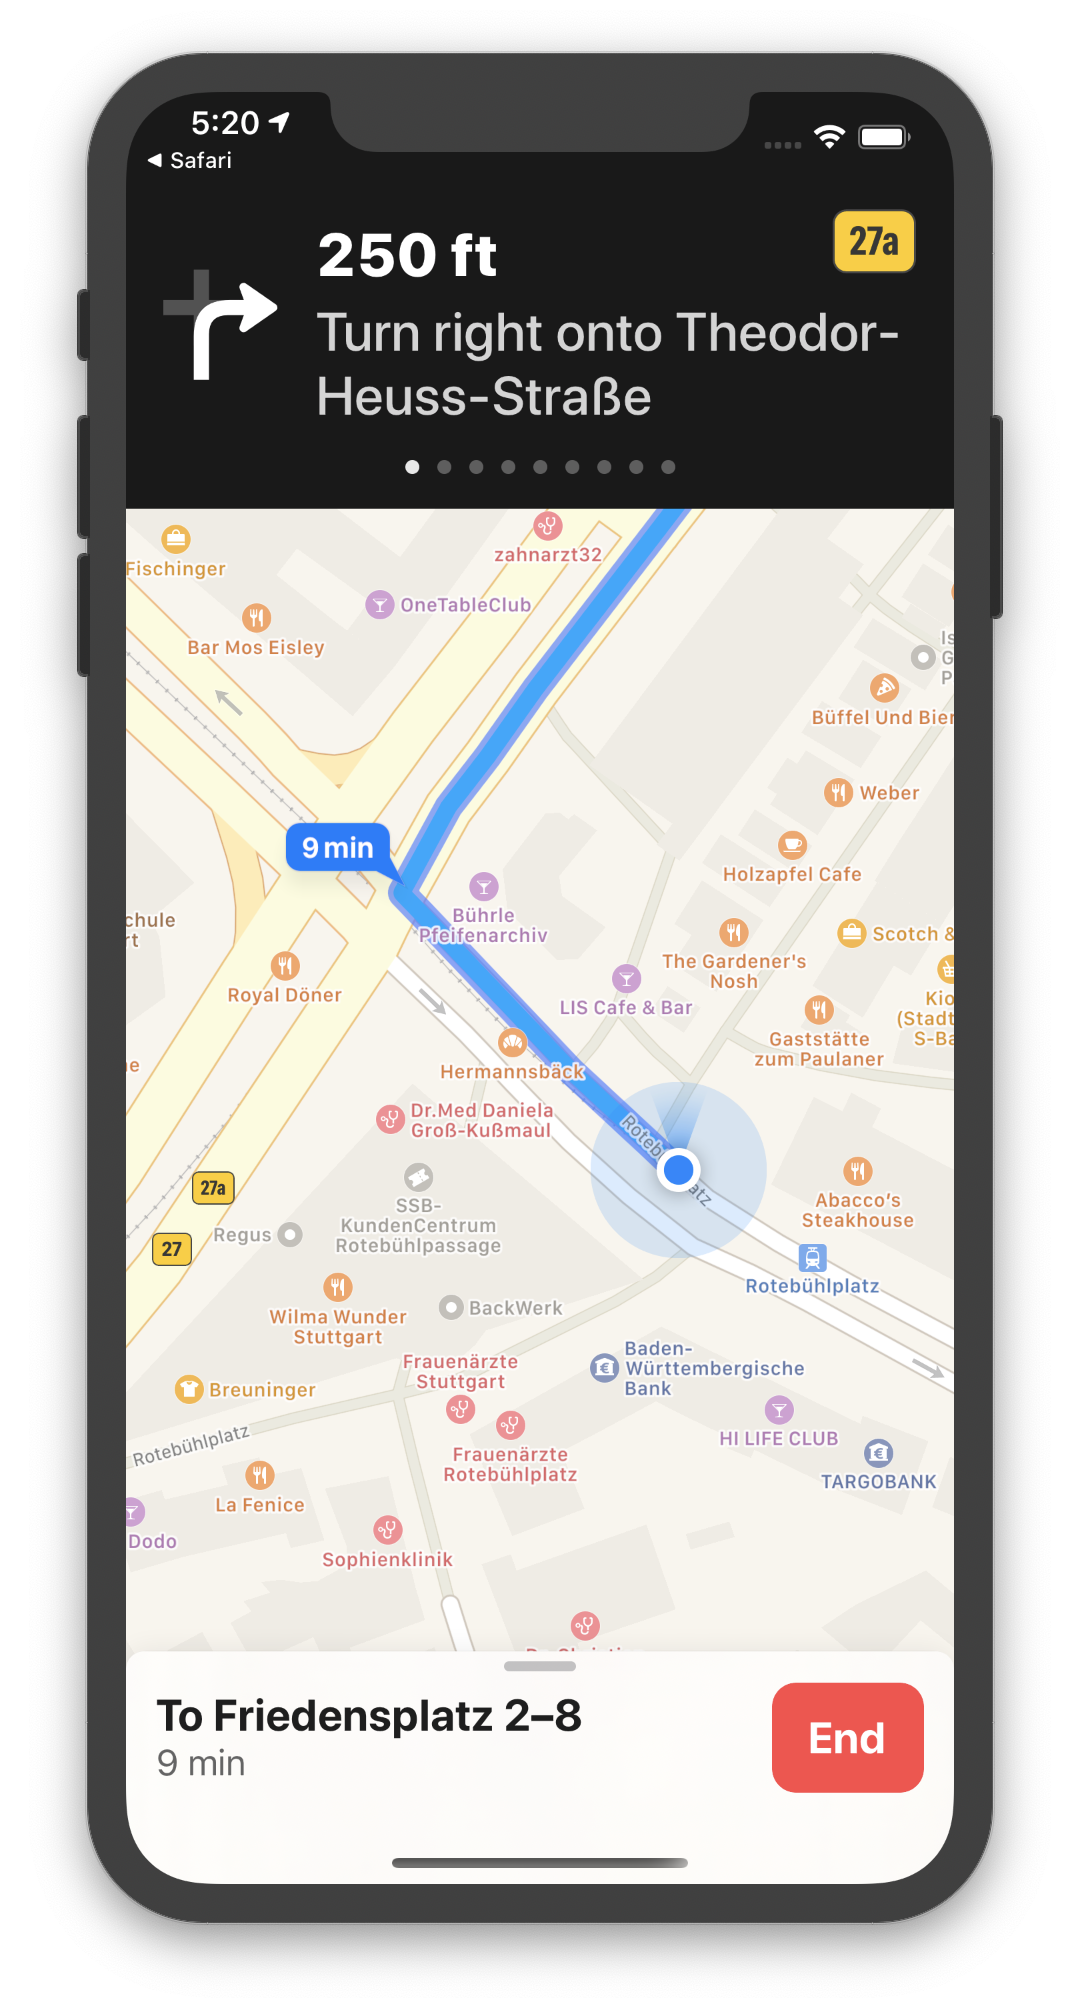 5:20
Safari
250 ft
27a
Turn right onto Theodor-
Heuss-Straße
zahnarzt32
Fischinger
OneTableClub
Bar Mos Eisley
Is
G
P
Büffel Und Bier
Weber
9 min
Holzapfel Cafe
Bührle
Pfeifenarchiv
chule
rt
Scotch &
The Gardener's
Nosh
Royal Döner
LIS Cafe & Bar
Kio
(Stadt
S-Ba
Gaststätte
zum Paulaner
ne
Hermannsbäck
Dr.Med Daniela
Groß-Kußmaul
27a
SSB-
KundenCentrum
Rotebühlpassage
Abacco’s
Steakhouse
Regus
27
Rotebühlplatz
Wilma Wunder
Stuttgart
BackWerk
Baden-
Württembergische
Bank
Frauenärzte
Stuttgart
Breuninger
HI LIFE CLUB
Rotebühlplatz
Frauenärzte
Rotebühlplatz
TARGOBANK
La Fenice
Dodo
Sophienklinik
To Friedensplatz 2–8
9 min
End